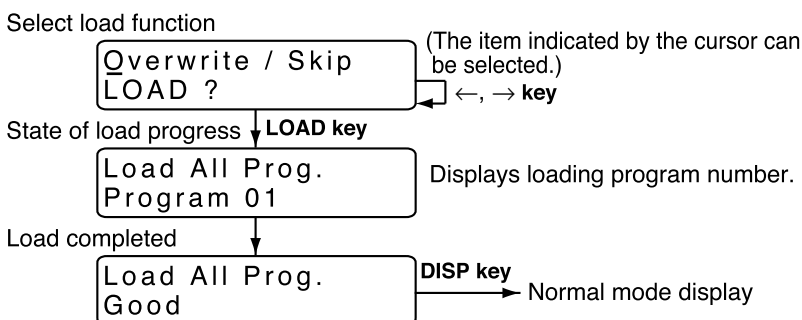 Select load function
Overwrite / Skip
LOAD ?
(The item indicated by the cursor can
be selected.)
←, → key
State of load progress
LOAD key
Load All Prog.
Program 01
Displays loading program number.
Load completed
Load All Prog.
Good
DISP key
Normal mode display